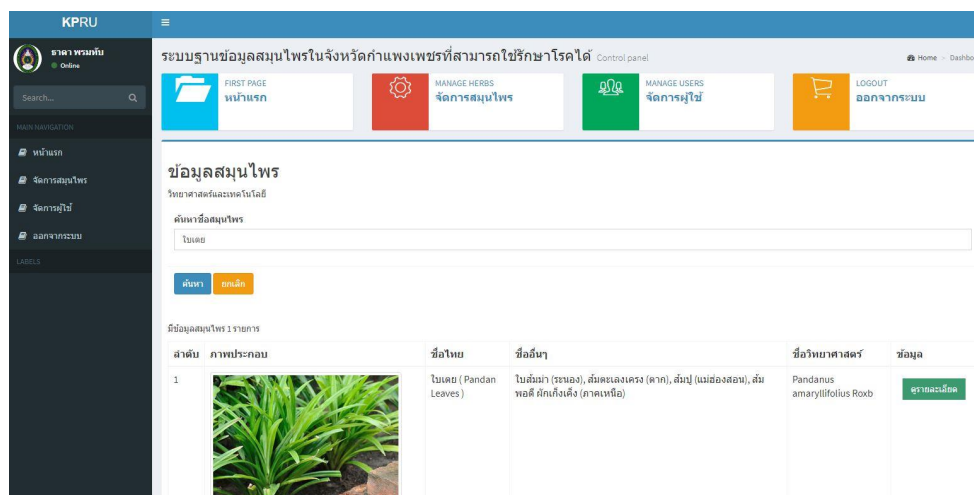 KPRU
ธาดา พรมทับ
Online
Search...
MAIN NAVIGATION
หน้าแรก
จัดการสมุนไพร
จัดการผู้ใช้
ออกจากระบบ
LABELS
ระบบฐานข้อมูลสมุนไพรในจังหวัดกำแพงเพชรที่สามารถใช้รักษาโรคได้ Control panel
Home > Dashbo
FIRST PAGE
หน้าแรก
MANAGE HERBS
จัดการสมุนไพร
MANAGE USERS
จัดการผู้ใช้
LOGOUT
ออกจากระบบ
ข้อมูลสมุนไพร
วิทยาศาสตร์และเทคโนโลยี
ค้นหาชื่อสมุนไพร
ใบเตย
ค้นหา ยกเลิก
มีข้อมูลสมุนไพร 1 รายการ
ลำดับ ภาพประกอบ ชื่อไทย ชื่ออื่นๆ ชื่อวิทยาศาสตร์ ข้อมูล
1 ใบเตย ( Pandan ใบส้มม่า (ระนอง), ส้มตะเลงเครง (ตาก), ส้มปู (แม่ฮ่องสอน), ส้ม Pandanus ดูรายละเอียด
Leaves ) พอดี ผักเก็งเค็ง (ภาคเหนือ) amaryllifolius Roxb